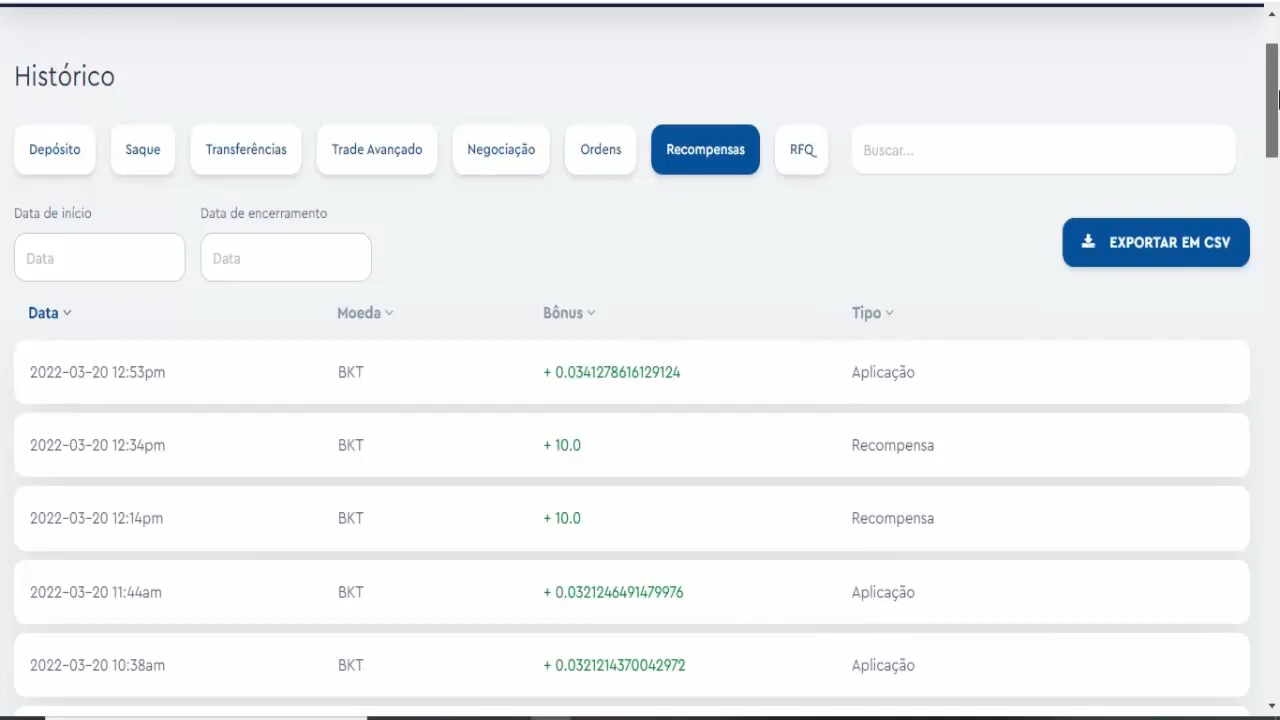 Histórico
Depósito Saque Transferências Trade Avançado Negociação Ordens Recompensas RFQ Buscar...
Data de início Data de encerramento
Data Data EXPORTAR EM CSV
Data Moeda Bônus Tipo
2022-03-20 12:53pm BKT + 0.0341278616129124 Aplicação
2022-03-20 12:34pm BKT + 10.0 Recompensa
2022-03-20 12:14pm BKT + 10.0 Recompensa
2022-03-20 11:44am BKT + 0.0321246491479976 Aplicação
2022-03-20 10:38am BKT + 0.0321214370042972 Aplicação